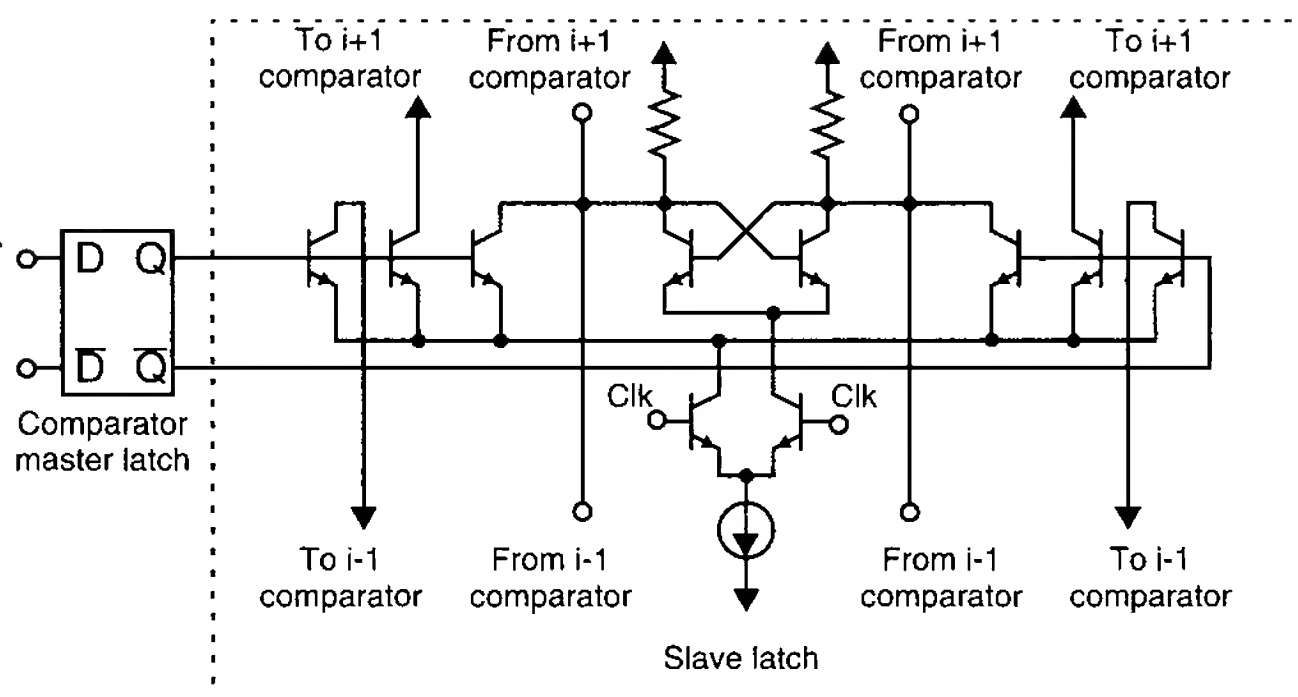 To i+1
comparator
From i+1
comparator
From i+1
comparator
To i+1
comparator
D Q
D̅ Q̅
Comparator
master latch
Clk
Clk
To i-1
comparator
From i-1
comparator
From i-1
comparator
To i-1
comparator
Slave latch